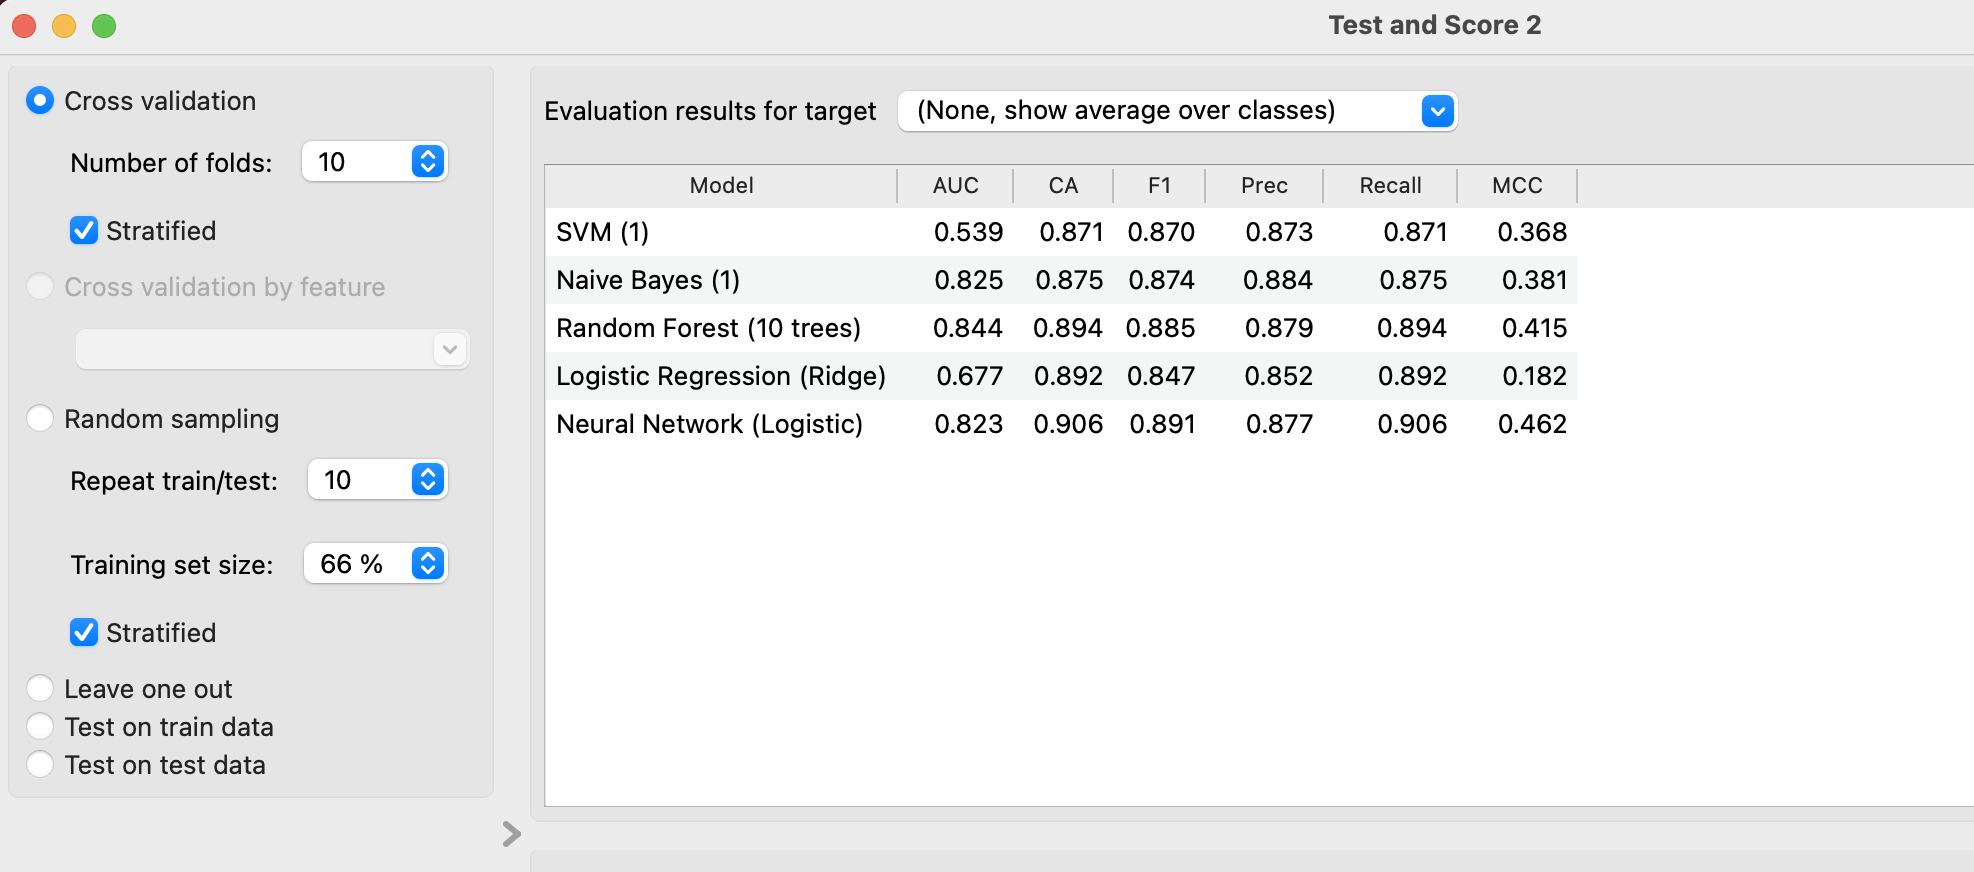 Test and Score 2
Cross validation
Number of folds: 10
Stratified
Cross validation by feature
Random sampling
Repeat train/test: 10
Training set size: 66 %
Stratified
Leave one out
Test on train data
Test on test data
Evaluation results for target (None, show average over classes)
Model AUC CA F1 Prec Recall MCC
SVM (1) 0.539 0.871 0.870 0.873 0.871 0.368
Naive Bayes (1) 0.825 0.875 0.874 0.884 0.875 0.381
Random Forest (10 trees) 0.844 0.894 0.885 0.879 0.894 0.415
Logistic Regression (Ridge) 0.677 0.892 0.847 0.852 0.892 0.182
Neural Network (Logistic) 0.823 0.906 0.891 0.877 0.906 0.462